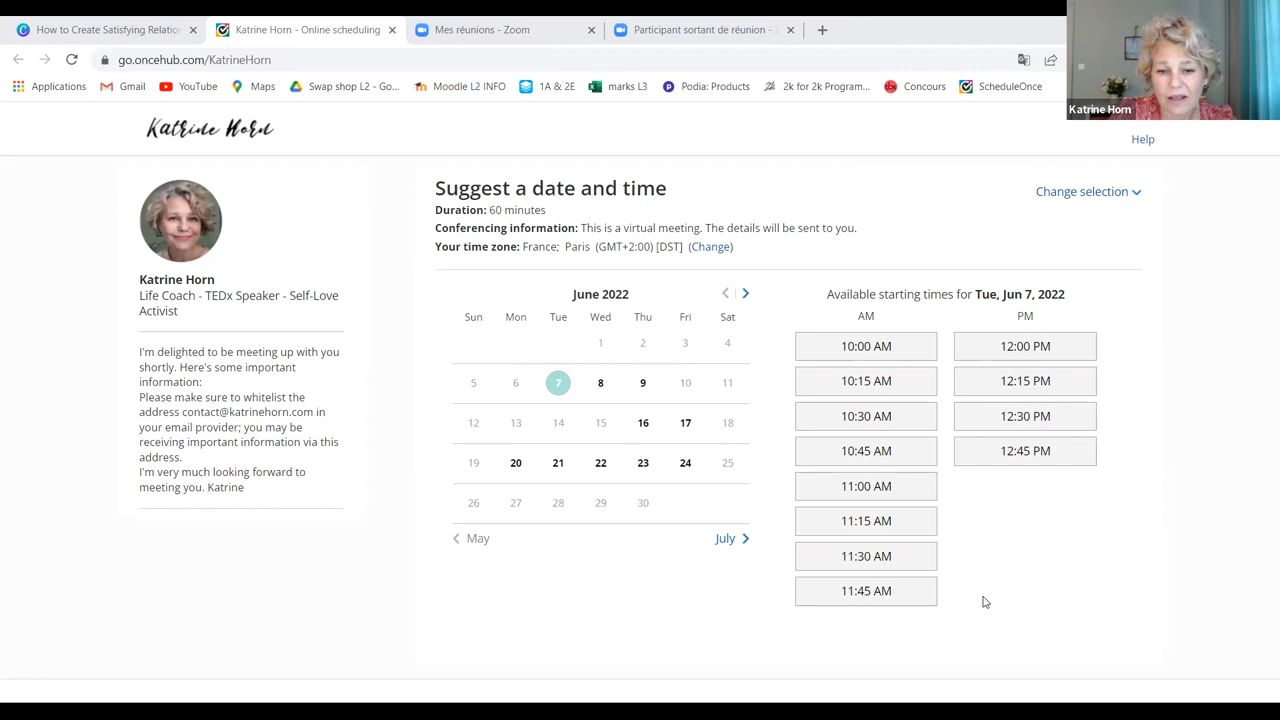 How to Create Satisfying Relatio
Katrine Horn - Online scheduling
Mes réunions - Zoom
Participant sortant de réunion - Z
go.oncehub.com/KatrineHorn
Applications
Gmail
YouTube
Maps
Swap shop L2 - Go...
Moodle L2 INFO
1A & 2E
marks L3
Podia: Products
2k for 2k Program...
Concours
ScheduleOnce
Katrine Horn
Katrine Horn
Help
Katrine Horn
Life Coach - TEDx Speaker - Self-Love
Activist
I'm delighted to be meeting up with you
shortly. Here's some important
information:
Please make sure to whitelist the
address contact@katrinehorn.com in
your email provider; you may be
receiving important information via this
address.
I'm very much looking forward to
meeting you. Katrine
Suggest a date and time
Change selection
Duration: 60 minutes
Conferencing information: This is a virtual meeting. The details will be sent to you.
Your time zone: France; Paris (GMT+2:00) [DST] (Change)
June 2022
Sun Mon Tue Wed Thu Fri Sat
1 2 3 4
5 6 7 8 9 10 11
12 13 14 15 16 17 18
19 20 21 22 23 24 25
26 27 28 29 30
May
July
Available starting times for Tue, Jun 7, 2022
AM PM
10:00 AM 12:00 PM
10:15 AM 12:15 PM
10:30 AM 12:30 PM
10:45 AM 12:45 PM
11:00 AM
11:15 AM
11:30 AM
11:45 AM